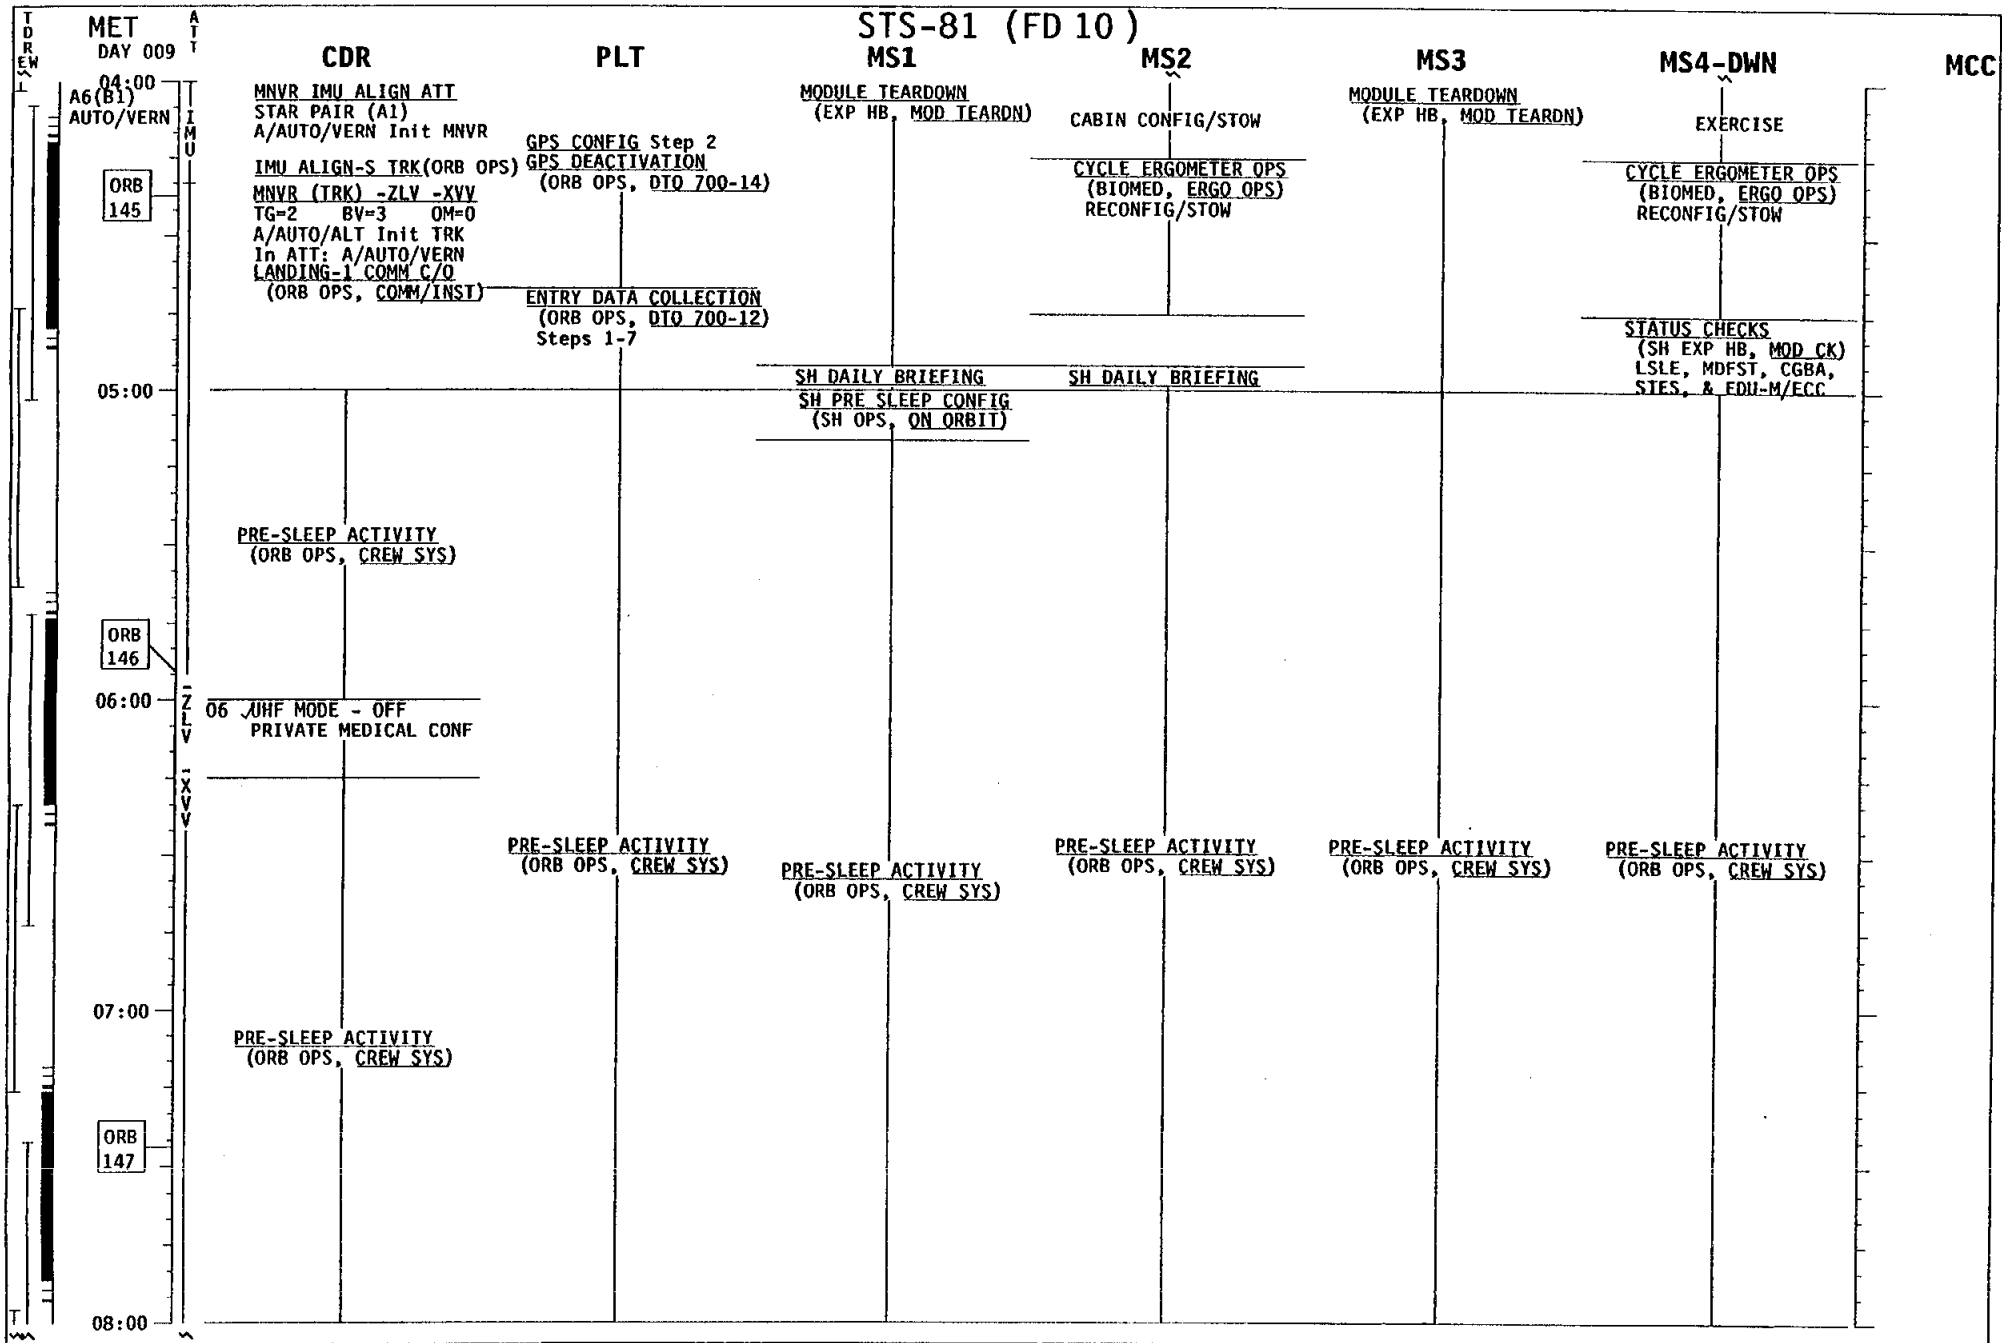 STS-81 (FD 10)
TDRS
EW
MET
DAY 009
ATT
CDR
PLT
MS1
MS2
MS3
MS4-DWN
MCC
04:00
A6(B1)
AUTO/VERN
IMU
ORB
145
05:00
ORB
146
06:00
-ZLV
-XVV
07:00
ORB
147
08:00
MNVR IMU ALIGN ATT
STAR PAIR (A1)
A/AUTO/VERN Init MNVR
IMU ALIGN-S TRK(ORB OPS)
MNVR (TRK) -ZLV -XVV
TG=2 BV=3 OM=0
A/AUTO/ALT Init TRK
In ATT: A/AUTO/VERN
LANDING-1 COMM C/O
(ORB OPS, COMM/INST)
PRE-SLEEP ACTIVITY
(ORB OPS, CREW SYS)
06 ✓UHF MODE - OFF
PRIVATE MEDICAL CONF
PRE-SLEEP ACTIVITY
(ORB OPS, CREW SYS)
GPS CONFIG Step 2
GPS DEACTIVATION
(ORB OPS, DTO 700-14)
ENTRY DATA COLLECTION
(ORB OPS, DTO 700-12)
Steps 1-7
PRE-SLEEP ACTIVITY
(ORB OPS, CREW SYS)
MODULE TEARDOWN
(EXP HB, MOD TEARDN)
SH DAILY BRIEFING
SH PRE SLEEP CONFIG
(SH OPS, ON ORBIT)
PRE-SLEEP ACTIVITY
(ORB OPS, CREW SYS)
CABIN CONFIG/STOW
CYCLE ERGOMETER OPS
(BIOMED, ERGO OPS)
RECONFIG/STOW
SH DAILY BRIEFING
PRE-SLEEP ACTIVITY
(ORB OPS, CREW SYS)
MODULE TEARDOWN
(EXP HB, MOD TEARDN)
PRE-SLEEP ACTIVITY
(ORB OPS, CREW SYS)
EXERCISE
CYCLE ERGOMETER OPS
(BIOMED, ERGO OPS)
RECONFIG/STOW
STATUS CHECKS
(SH EXP HB, MOD CK)
LSLE, MDFST, CGBA,
STES, & EDU-M/ECC
PRE-SLEEP ACTIVITY
(ORB OPS, CREW SYS)